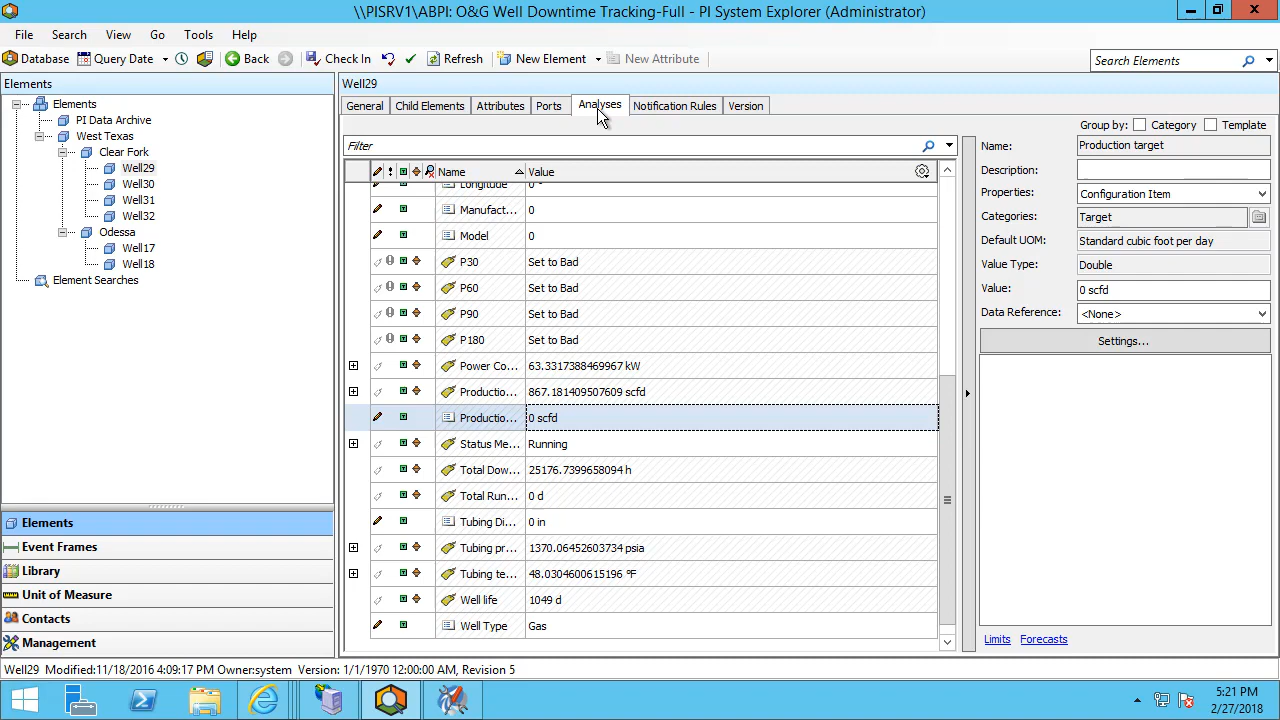 \\PISRV1\ABPI: O&G Well Downtime Tracking-Full - PI System Explorer (Administrator)
File Search View Go Tools Help
Database Query Date Back Check In Refresh New Element New Attribute Search Elements
Elements
Elements
PI Data Archive
West Texas
Clear Fork
Well29
Well30
Well31
Well32
Odessa
Well17
Well18
Element Searches
Elements
Event Frames
Library
Unit of Measure
Contacts
Management
Well29
General Child Elements Attributes Ports Analyses Notification Rules Version
Group by: Category Template
Filter
Name Value
Longitude 0 °
Manufact... 0
Model 0
P30 Set to Bad
P60 Set to Bad
P90 Set to Bad
P180 Set to Bad
Power Co... 63.3317388469967 kW
Productio... 867.181409507609 scfd
Productio... 0 scfd
Status Me... Running
Total Dow... 25176.7399658094 h
Total Run... 0 d
Tubing Di... 0 in
Tubing pr... 1370.06452603734 psia
Tubing te... 48.0304600615196 °F
Well life 1049 d
Well Type Gas
Name: Production target
Description:
Properties: Configuration Item
Categories: Target
Default UOM: Standard cubic foot per day
Value Type: Double
Value: 0 scfd
Data Reference: <None>
Settings...
Limits Forecasts
Well29 Modified:11/18/2016 4:09:17 PM Owner:system Version: 1/1/1970 12:00:00 AM, Revision 5
5:21 PM
2/27/2018